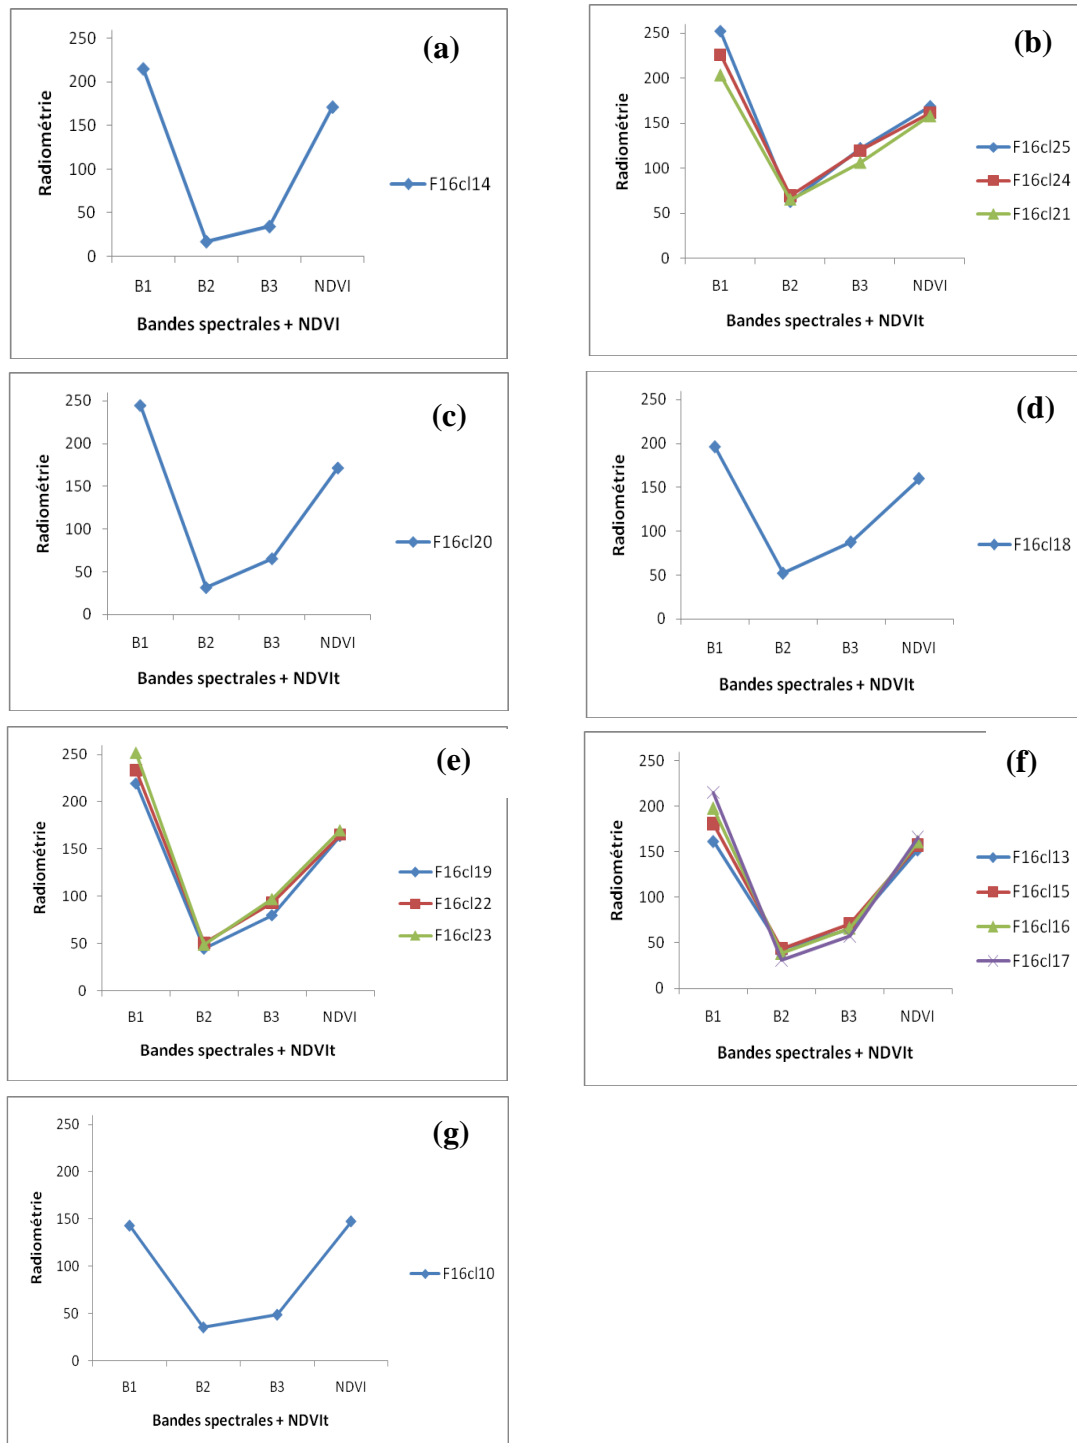 (a)
250
200
150
100
50
0
Radiométrie
B1 B2 B3 NDVI
Bandes spectrales + NDVI
F16cl14
(b)
250
200
150
100
50
0
Radiométrie
B1 B2 B3 NDVI
Bandes spectrales + NDVIt
F16cl25
F16cl24
F16cl21
(c)
250
200
150
100
50
0
Radiométrie
B1 B2 B3 NDVI
Bandes spectrales + NDVIt
F16cl20
(d)
250
200
150
100
50
0
Radiométrie
B1 B2 B3 NDVI
Bandes spectrales + NDVIt
F16cl18
(e)
250
200
150
100
50
0
Radiométrie
B1 B2 B3 NDVI
Bandes spectrales + NDVIt
F16cl19
F16cl22
F16cl23
(f)
250
200
150
100
50
0
Radiométrie
B1 B2 B3 NDVI
Bandes spectrales + NDVIt
F16cl13
F16cl15
F16cl16
F16cl17
(g)
250
200
150
100
50
0
Radiométrie
B1 B2 B3 NDVI
Bandes spectrales + NDVIt
F16cl10